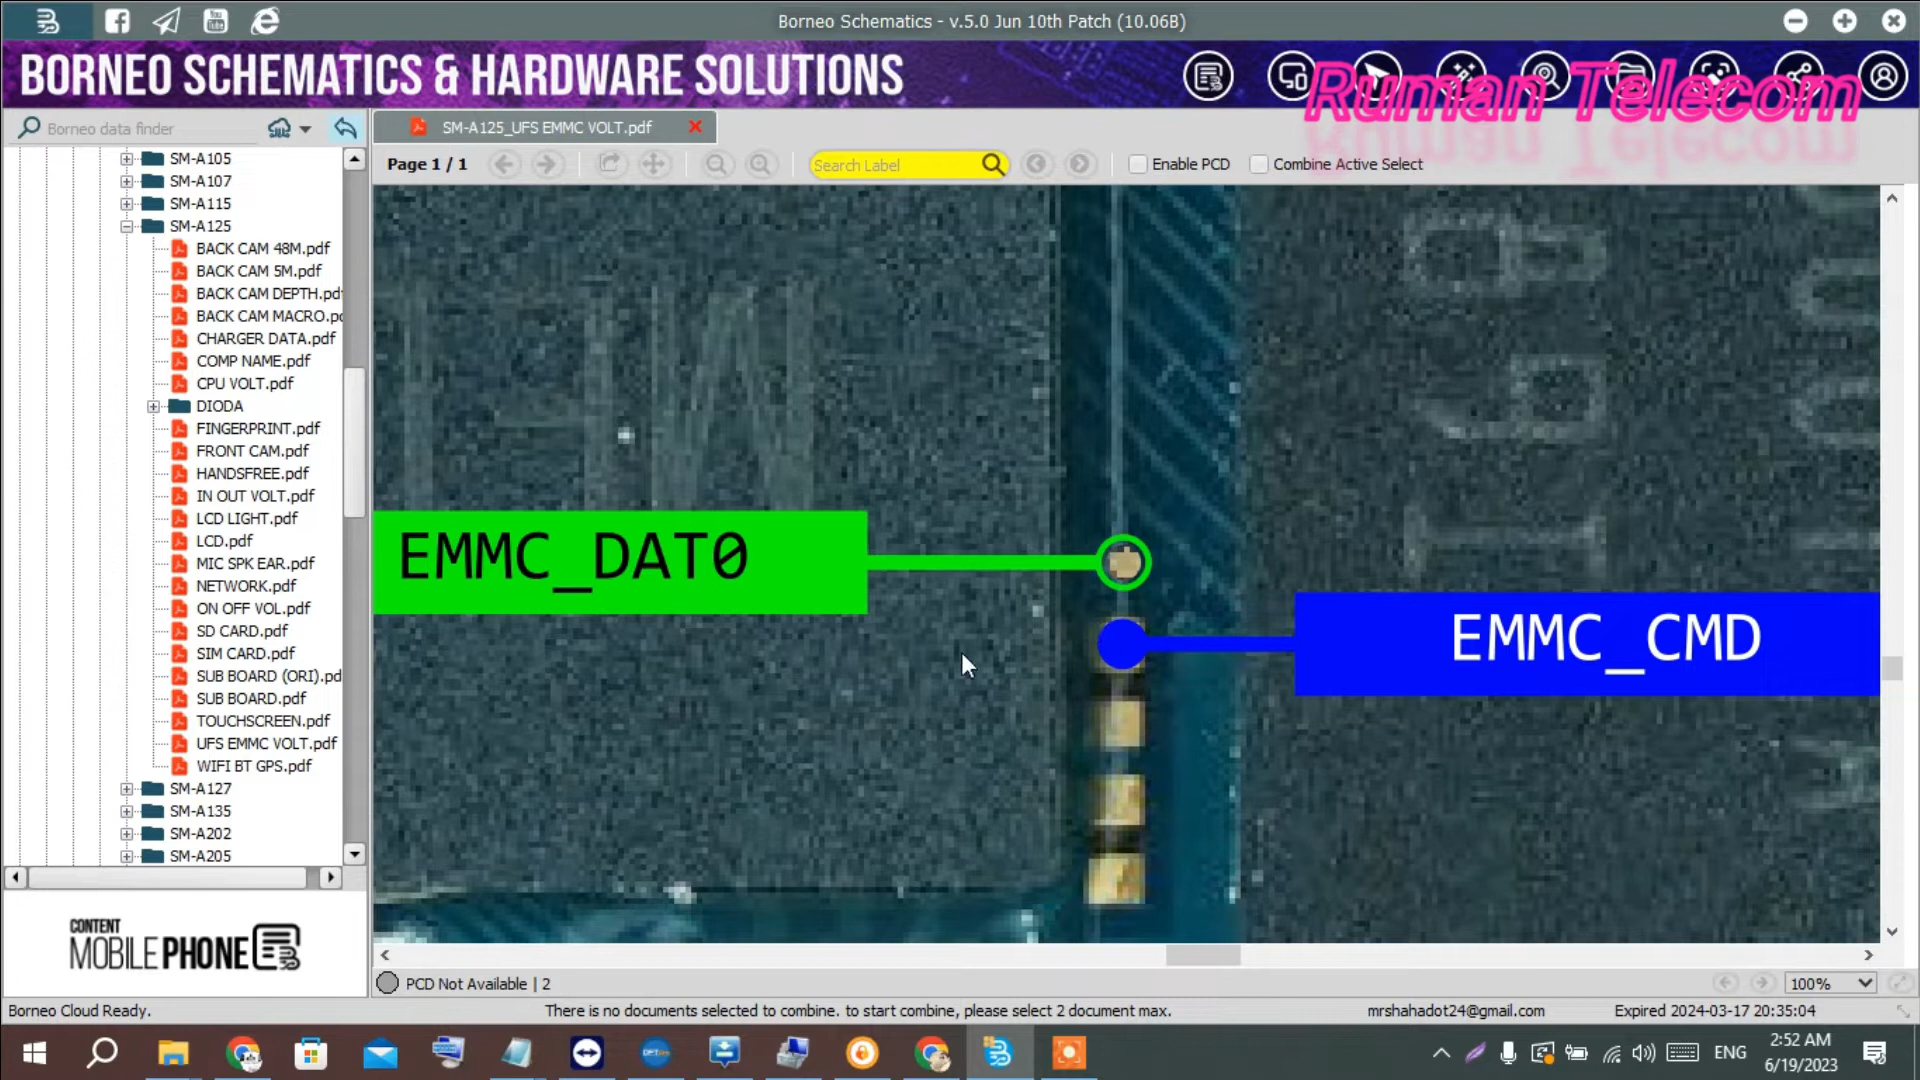 Borneo Schematics - v.5.0 Jun 10th Patch (10.06B)
BORNEO SCHEMATICS & HARDWARE SOLUTIONS
Ruman Telecom
Borneo data finder
SM-A125_UFS EMMC VOLT.pdf
Page 1 / 1
Search Label
Enable PCD
Combine Active Select
SM-A105
SM-A107
SM-A115
SM-A125
BACK CAM 48M.pdf
BACK CAM 5M.pdf
BACK CAM DEPTH.pdf
BACK CAM MACRO.p
CHARGER DATA.pdf
COMP NAME.pdf
CPU VOLT.pdf
DIODA
FINGERPRINT.pdf
FRONT CAM.pdf
HANDSFREE.pdf
IN OUT VOLT.pdf
LCD LIGHT.pdf
LCD.pdf
MIC SPK EAR.pdf
NETWORK.pdf
ON OFF VOL.pdf
SD CARD.pdf
SIM CARD.pdf
SUB BOARD (ORI).pd
SUB BOARD.pdf
TOUCHSCREEN.pdf
UFS EMMC VOLT.pdf
WIFI BT GPS.pdf
SM-A127
SM-A135
SM-A202
SM-A205
EMMC_DAT0
EMMC_CMD
CONTENT
MOBILE PHONE
PCD Not Available | 2
100%
Borneo Cloud Ready.
There is no documents selected to combine. to start combine, please select 2 document max.
mrshahadot24@gmail.com
Expired 2024-03-17 20:35:04
ENG
2:52 AM
6/19/2023